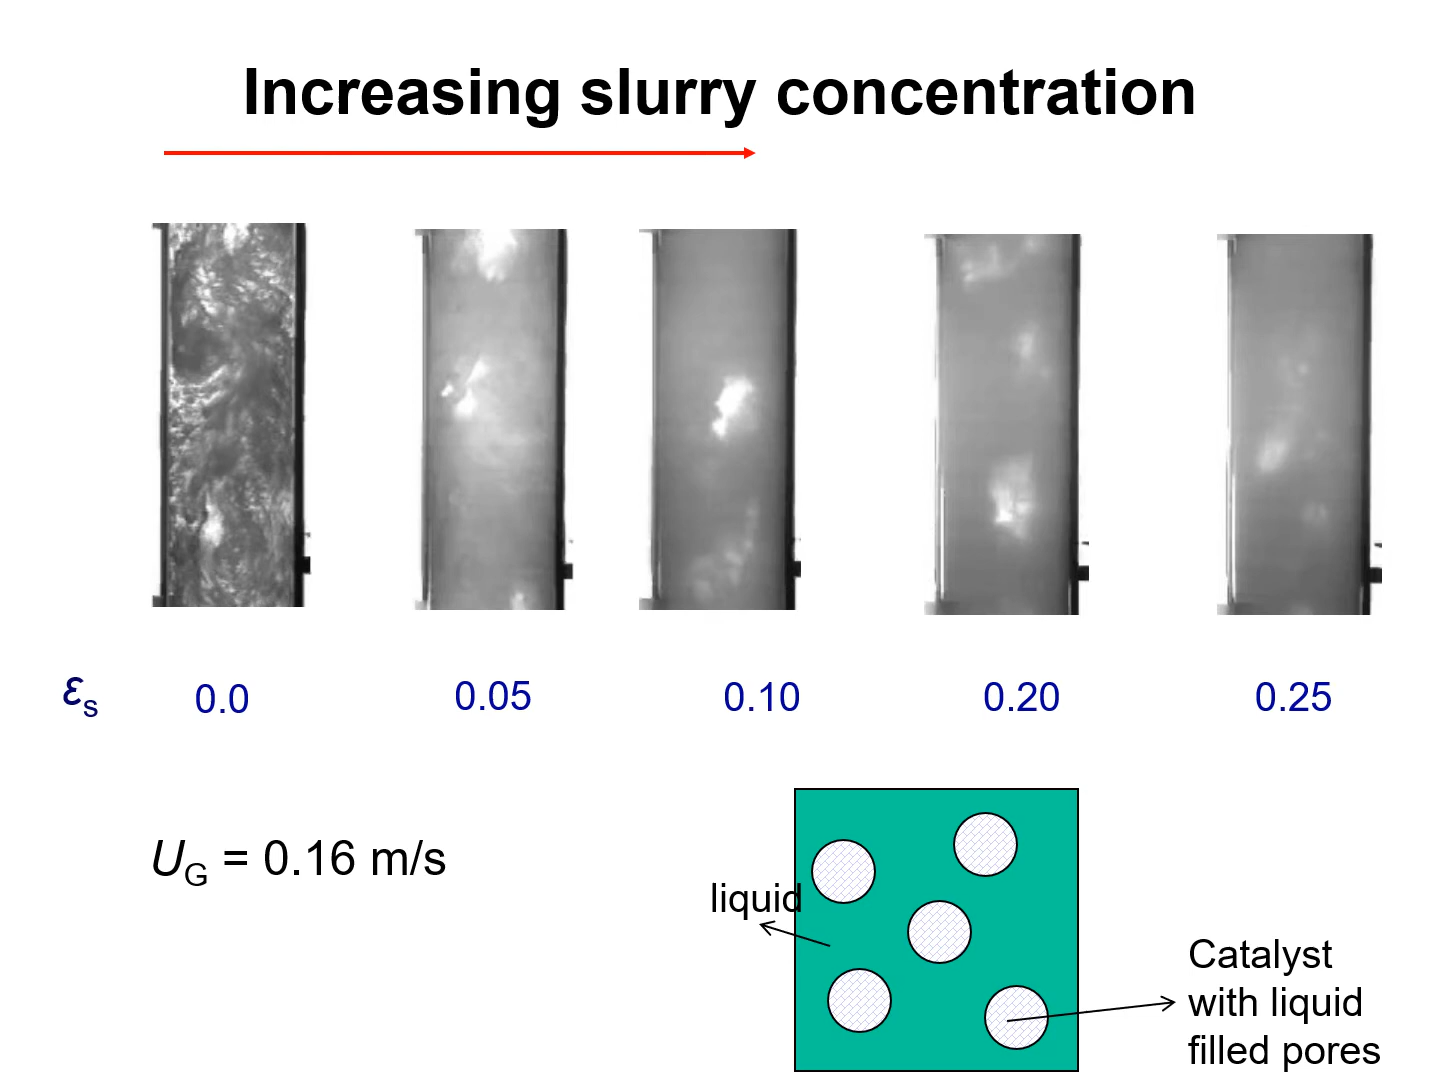 Increasing slurry concentration
εs 0.0 0.05 0.10 0.20 0.25
UG = 0.16 m/s
liquid
Catalyst
with liquid
filled pores